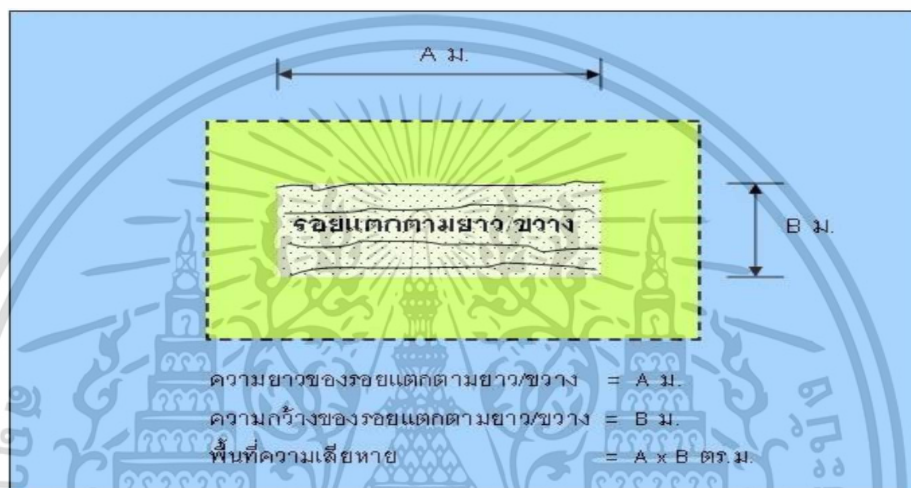 A ม.
รอยแตกตามยาว/ขวาง
B ม.
ความยาวของรอยแตกตามยาว/ขวาง = A ม.
ความกว้างของรอยแตกตามยาว/ขวาง = B ม.
พื้นที่ความเสียหาย = A x B ตร.ม.